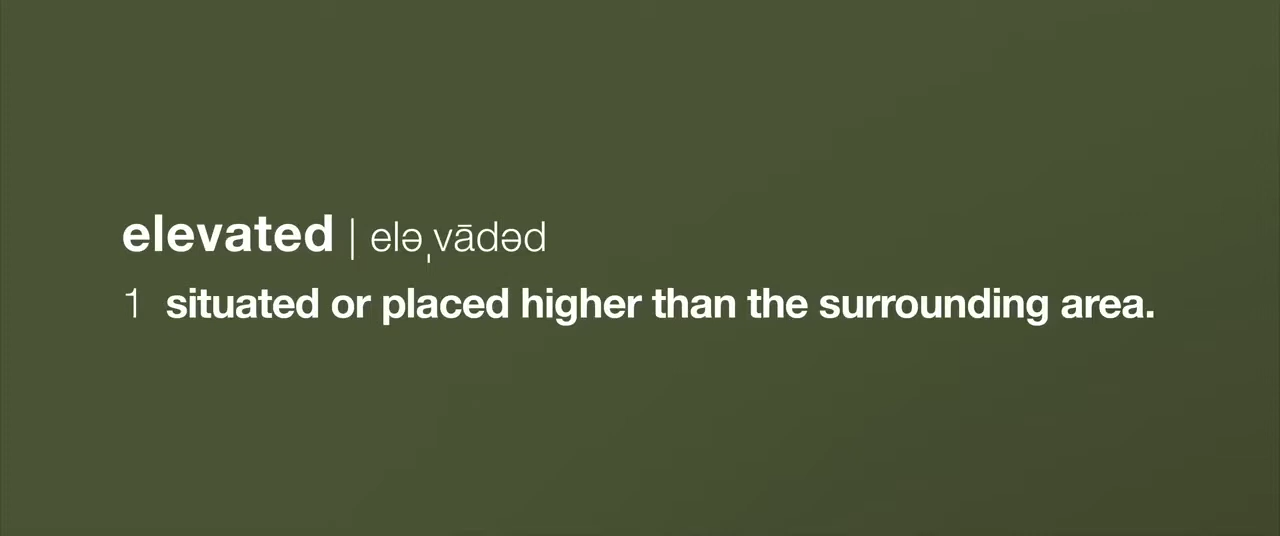 elevated | eləˌvādəd
1 situated or placed higher than the surrounding area.